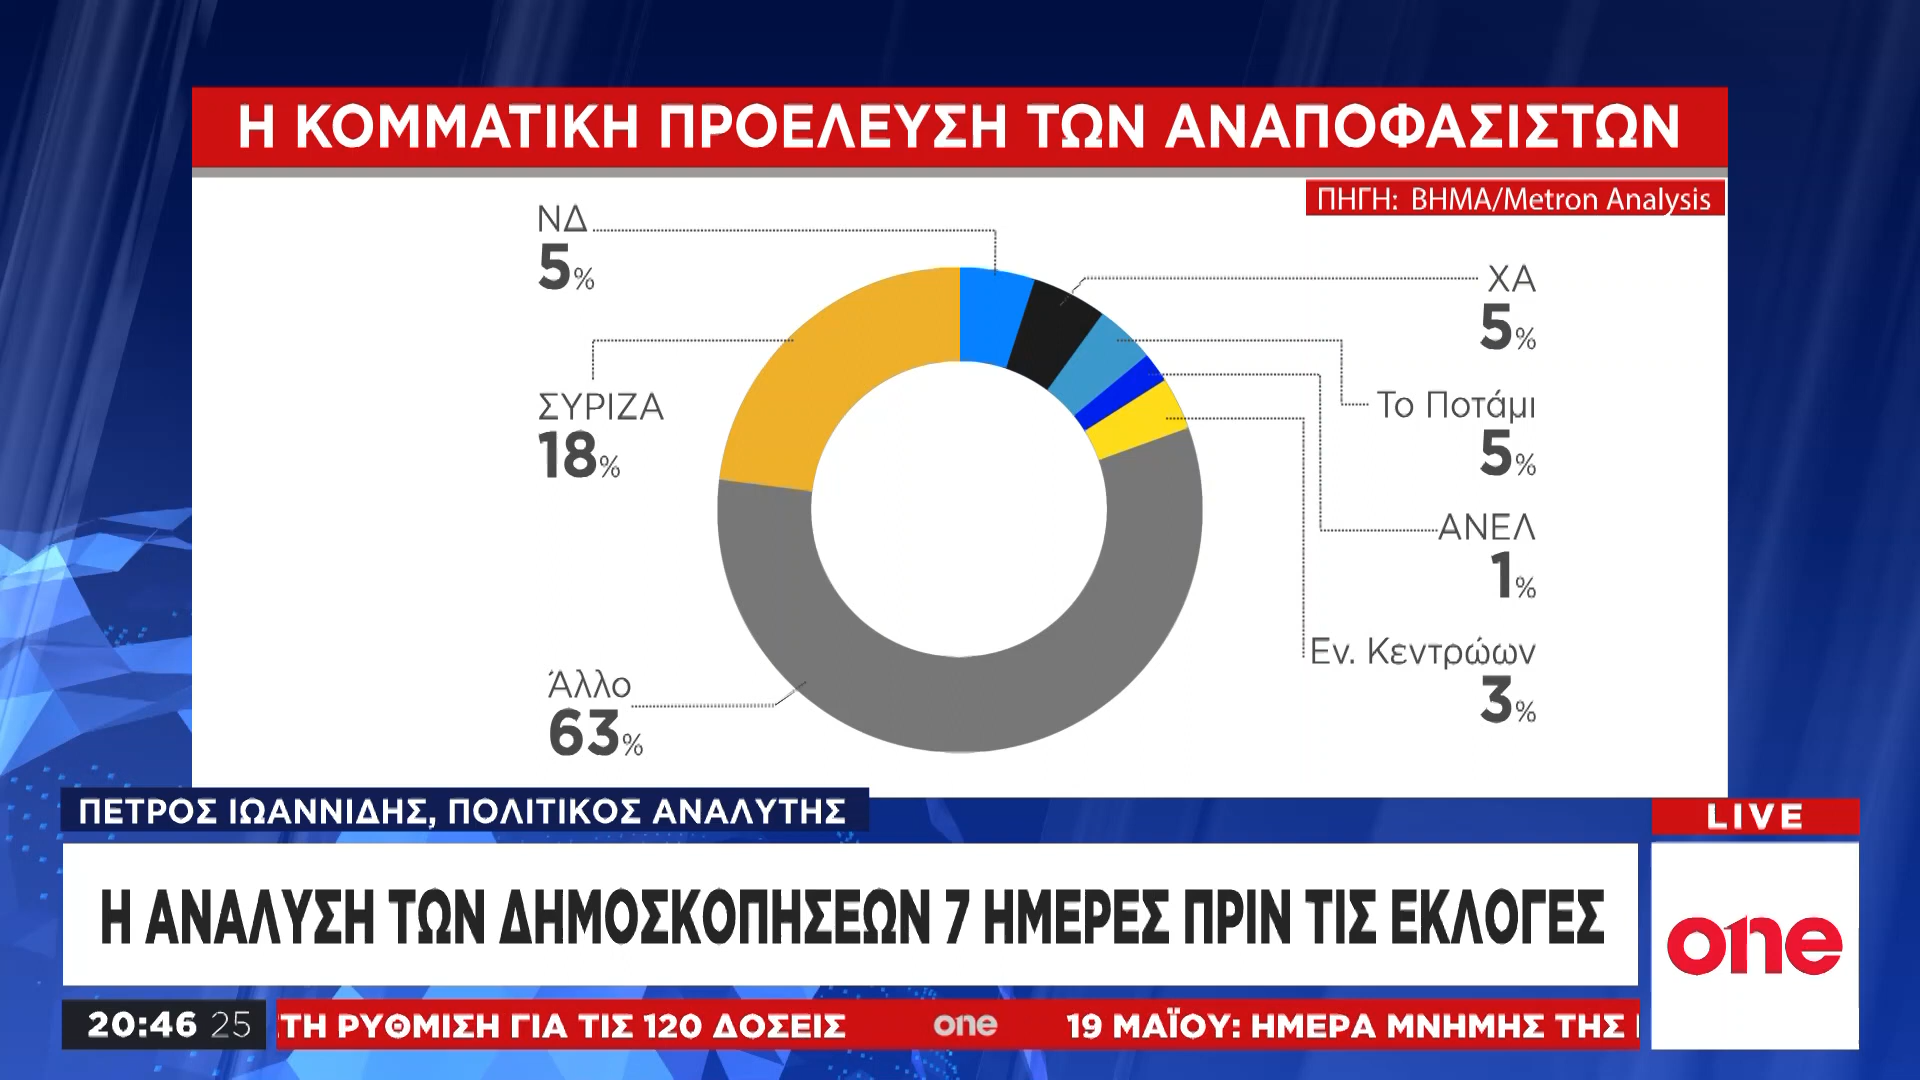 Η ΚΟΜΜΑΤΙΚΗ ΠΡΟΕΛΕΥΣΗ ΤΩΝ ΑΝΑΠΟΦΑΣΙΣΤΩΝ
ΠΗΓΗ: ΒΗΜΑ/Metron Analysis
ΝΔ
5%
ΣΥΡΙΖΑ
18%
Άλλο
63%
ΧΑ
5%
Το Ποτάμι
5%
ΑΝΕΛ
1%
Εν. Κεντρώων
3%
ΠΕΤΡΟΣ ΙΩΑΝΝΙΔΗΣ, ΠΟΛΙΤΙΚΟΣ ΑΝΑΛΥΤΗΣ
LIVE
Η ΑΝΑΛΥΣΗ ΤΩΝ ΔΗΜΟΣΚΟΠΗΣΕΩΝ 7 ΗΜΕΡΕΣ ΠΡΙΝ ΤΙΣ ΕΚΛΟΓΕΣ
one
20:46 25
ΤΗ ΡΥΘΜΙΣΗ ΓΙΑ ΤΙΣ 120 ΔΟΣΕΙΣ one 19 ΜΑΪΟΥ: ΗΜΕΡΑ ΜΝΗΜΗΣ ΤΗΣ